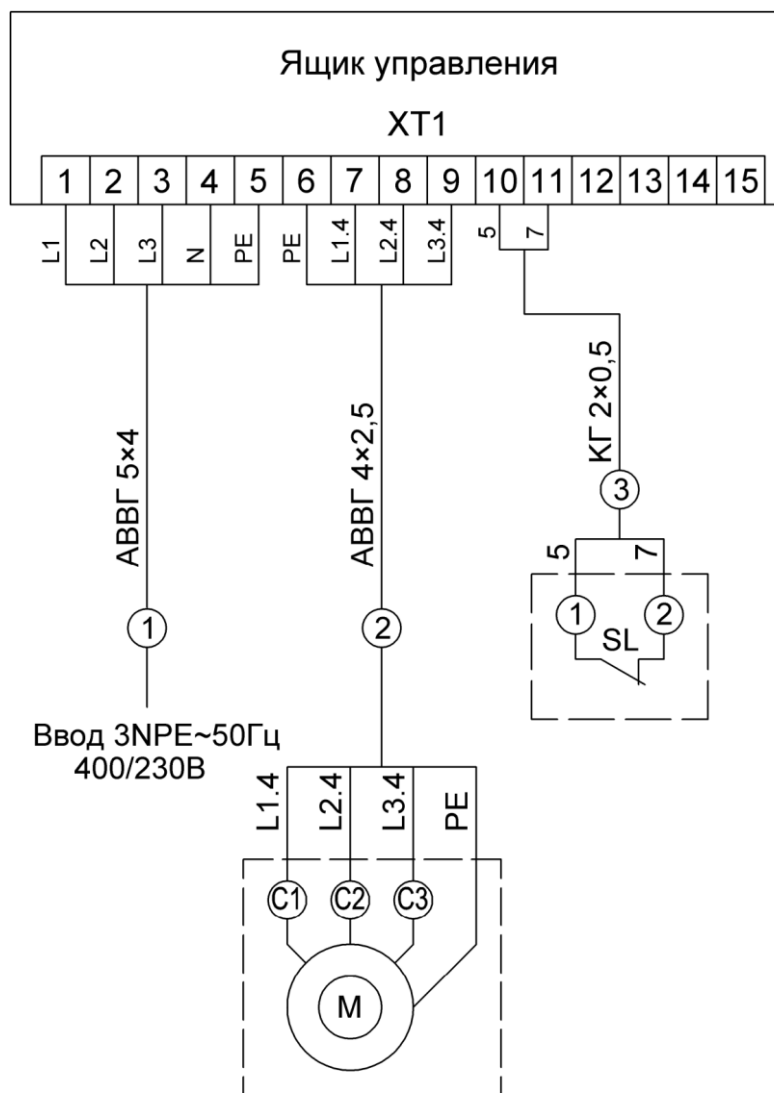 Ящик управления
XT1
1 2 3 4 5 6 7 8 9 10 11 12 13 14 15
L1 L2 L3 N PE PE L1.4 L2.4 L3.4 5 7
АВВГ 5×4
АВВГ 4×2,5
КГ 2×0,5
3
5 7
1 2
SL
1
2
Ввод 3NPE~50Гц
400/230В
L1.4 L2.4 L3.4 PE
C1 C2 C3
М